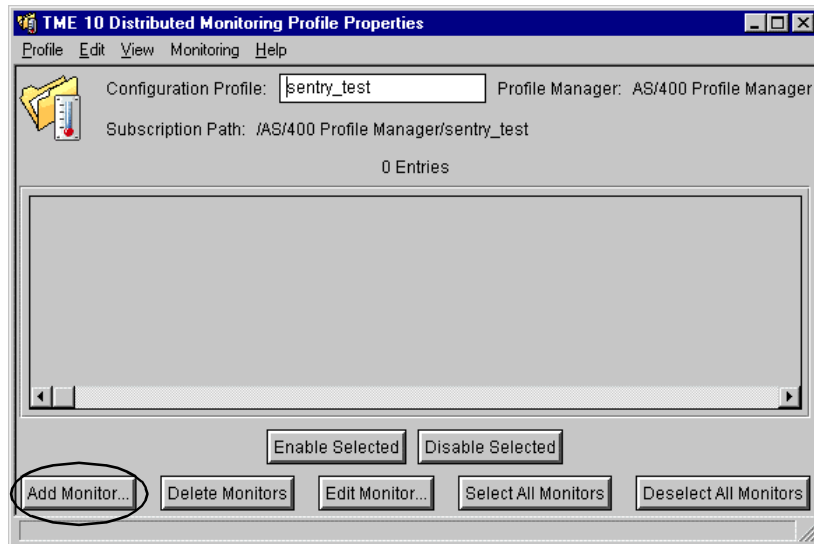 TME 10 Distributed Monitoring Profile Properties
Profile Edit View Monitoring Help
Configuration Profile: sentry_test Profile Manager: AS/400 Profile Manager
Subscription Path: /AS/400 Profile Manager/sentry_test
0 Entries
Enable Selected Disable Selected
Add Monitor... Delete Monitors Edit Monitor... Select All Monitors Deselect All Monitors